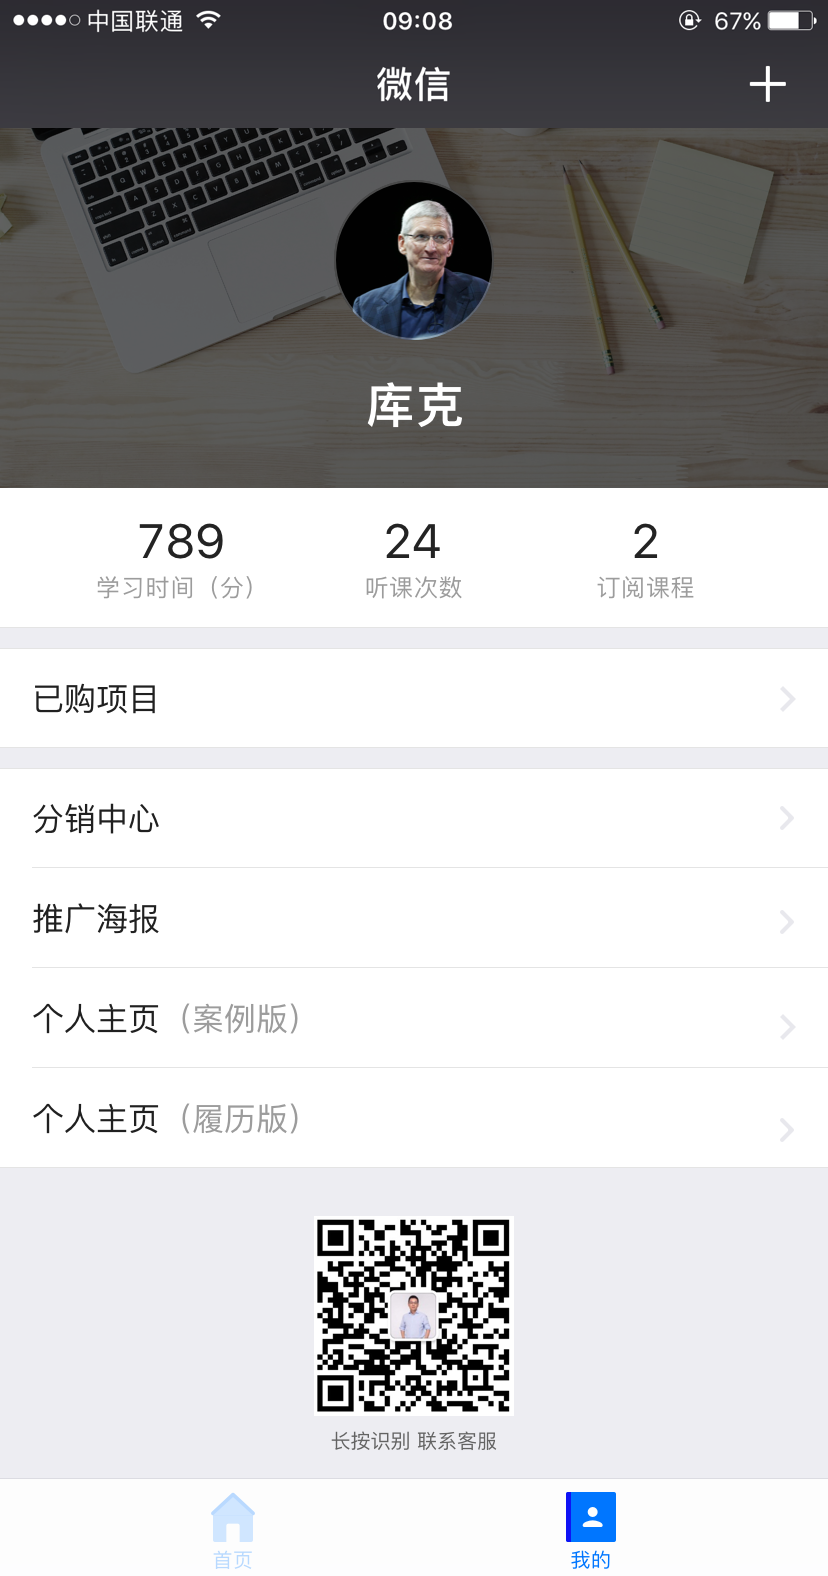 中国联通 09:08 67%
微信
库克
789 24 2
学习时间（分） 听课次数 订阅课程
已购项目
分销中心
推广海报
个人主页（案例版）
个人主页（履历版）
长按识别 联系客服
首页 我的